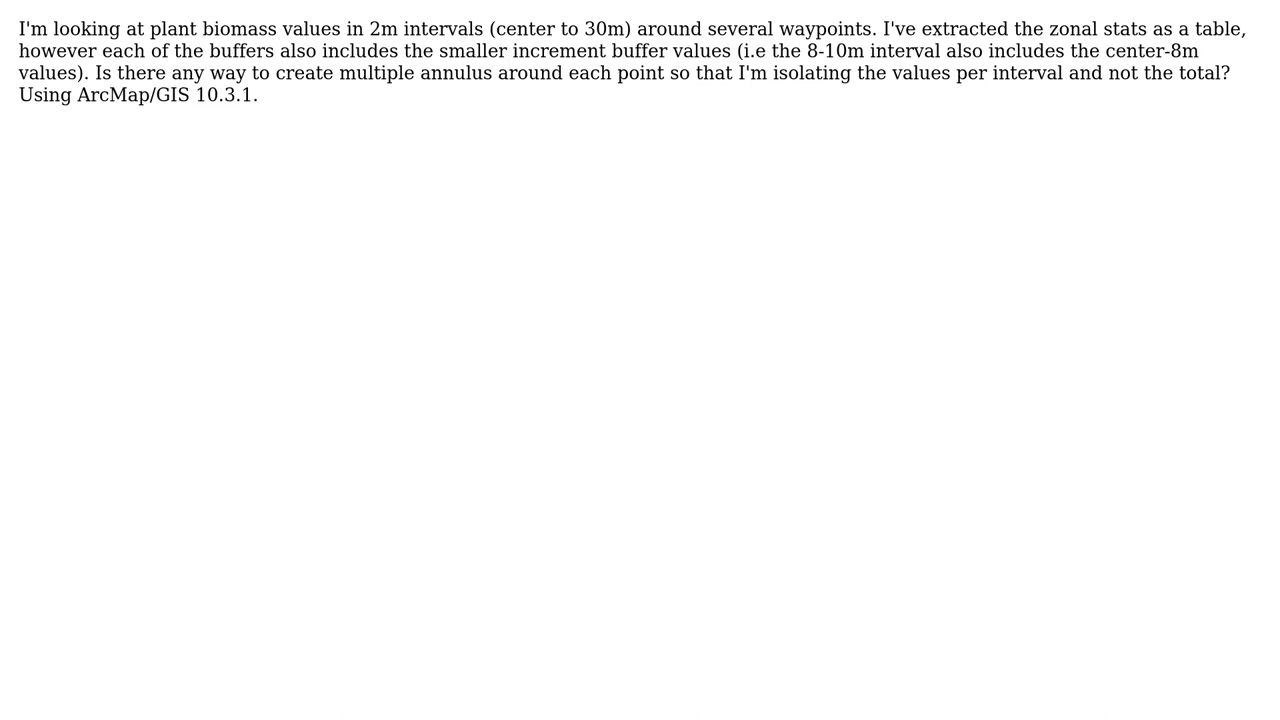 I'm looking at plant biomass values in 2m intervals (center to 30m) around several waypoints. I've extracted the zonal stats as a table,
however each of the buffers also includes the smaller increment buffer values (i.e the 8-10m interval also includes the center-8m
values). Is there any way to create multiple annulus around each point so that I'm isolating the values per interval and not the total?
Using ArcMap/GIS 10.3.1.